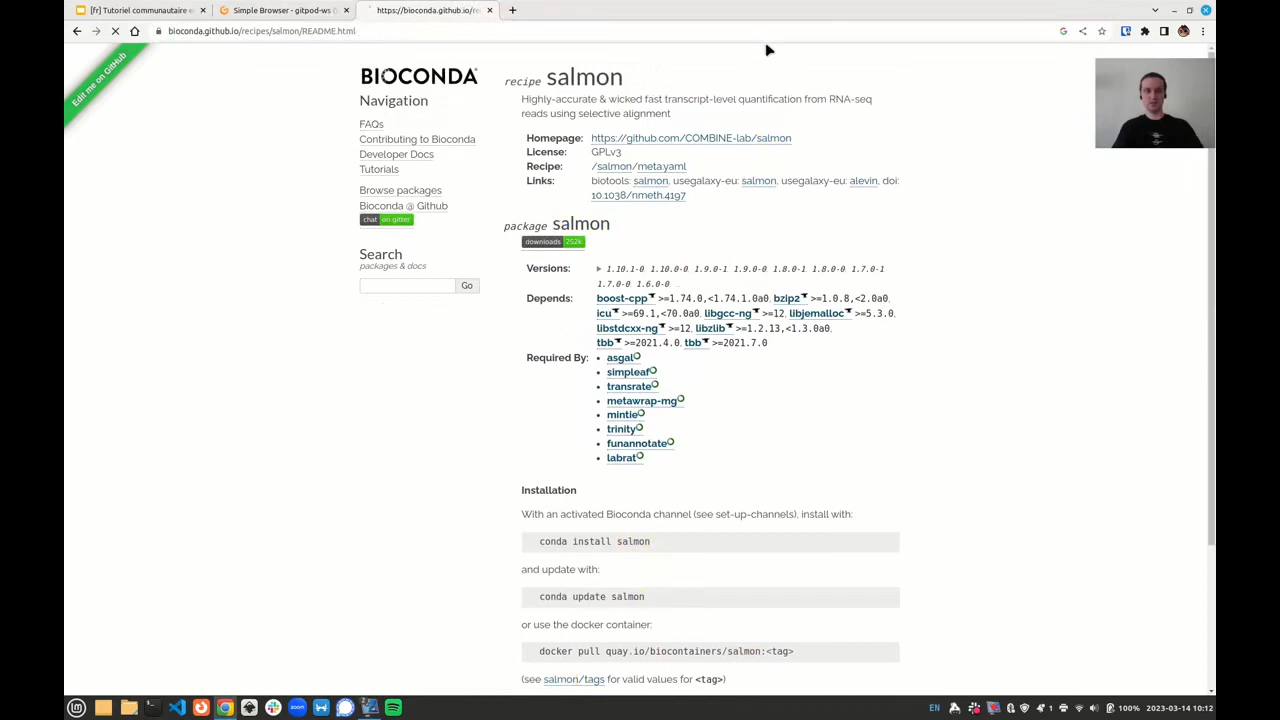 [fr] Tutoriel communautaire e
Simple Browser - gitpod-ws (
https://bioconda.github.io/re
bioconda.github.io/recipes/salmon/README.html
Edit me on GitHub
BIOCONDA
Navigation
FAQs
Contributing to Bioconda
Developer Docs
Tutorials
Browse packages
Bioconda @ Github
chat on gitter
Search
packages & docs
Go
recipe salmon
Highly-accurate & wicked fast transcript-level quantification from RNA-seq
reads using selective alignment
Homepage: https://github.com/COMBINE-lab/salmon
License: GPLv3
Recipe: /salmon/meta.yaml
Links: biotools: salmon, usegalaxy-eu: salmon, usegalaxy-eu: alevin, doi:
10.1038/nmeth.4197
package salmon
downloads 252k
Versions: 1.10.1-0 1.10.0-0 1.9.0-1 1.9.0-0 1.8.0-1 1.8.0-0 1.7.0-1
1.7.0-0 1.6.0-0 ...
Depends: boost-cpp >=1.74.0,<1.74.1.0a0, bzip2 >=1.0.8,<2.0a0,
icu >=69.1,<70.0a0 libgcc-ng >=12, libjemalloc >=5.3.0,
libstdcxx-ng >=12 libzlib >=1.2.13,<1.3.0a0,
tbb >=2021.4.0, tbb >=2021.7.0
Required By: • asgal
• simpleaf
• transrate
• metawrap-mg
• mintie
• trinity
• funannotate
• labrat
Installation
With an activated Bioconda channel (see set-up-channels), install with:
conda install salmon
and update with:
conda update salmon
or use the docker container:
docker pull quay.io/biocontainers/salmon:<tag>
(see salmon/tags for valid values for <tag>)
zoom
EN 100% 2023-03-14 10:12